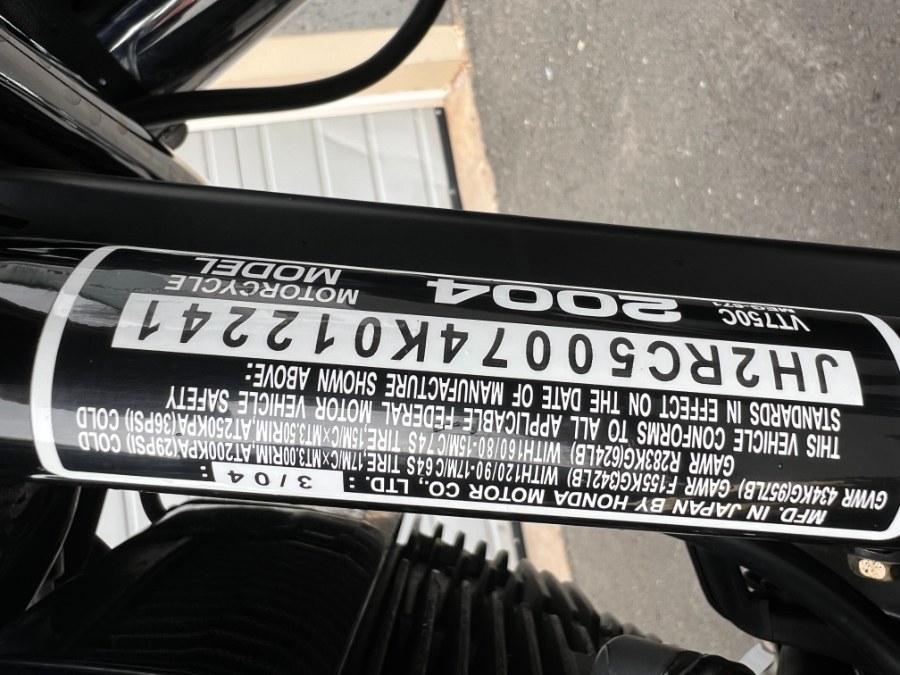 MFD. IN JAPAN BY HONDA MOTOR CO., LTD.: 3/04 :
GVWR 434KG(957LB) GAWR F155KG(342LB) WITH120/90-17M/C64S TIRE,17M/C×MT3.00RIM,AT200KPA(29PSI) COLD
GAWR R283KG(624LB) WITH160/80-15M/C74S TIRE,15M/C×MT3.50RIM,AT250KPA(36PSI) COLD
THIS VEHICLE CONFORMS TO ALL APPLICABLE FEDERAL MOTOR VEHICLE SAFETY
STANDARDS IN EFFECT ON THE DATE OF MANUFACTURE SHOWN ABOVE:
JH2RC50074K012241
VT750C 2004 MOTORCYCLE
MODEL